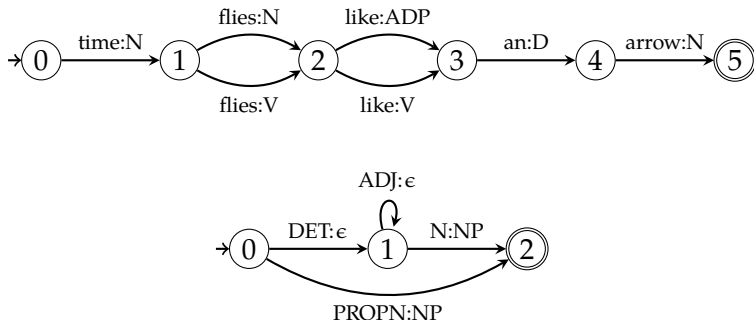 flies:N like:ADP
0 time:N 1 2 3 an:D 4 arrow:N 5
flies:V like:V
ADJ:ϵ
0 DET:ϵ 1 N:NP 2
PROPN:NP